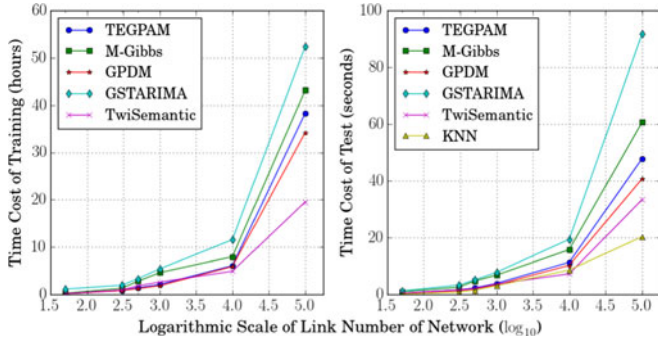 60
50
40
30
20
10
0
Time Cost of Training (hours)
TEGPAM
M-Gibbs
GPDM
GSTARIMA
TwiSemantic
1.5 2.0 2.5 3.0 3.5 4.0 4.5 5.0
100
80
60
40
20
0
Time Cost of Test (seconds)
TEGPAM
M-Gibbs
GPDM
GSTARIMA
TwiSemantic
KNN
1.5 2.0 2.5 3.0 3.5 4.0 4.5 5.0
Logarithmic Scale of Link Number of Network (log10)